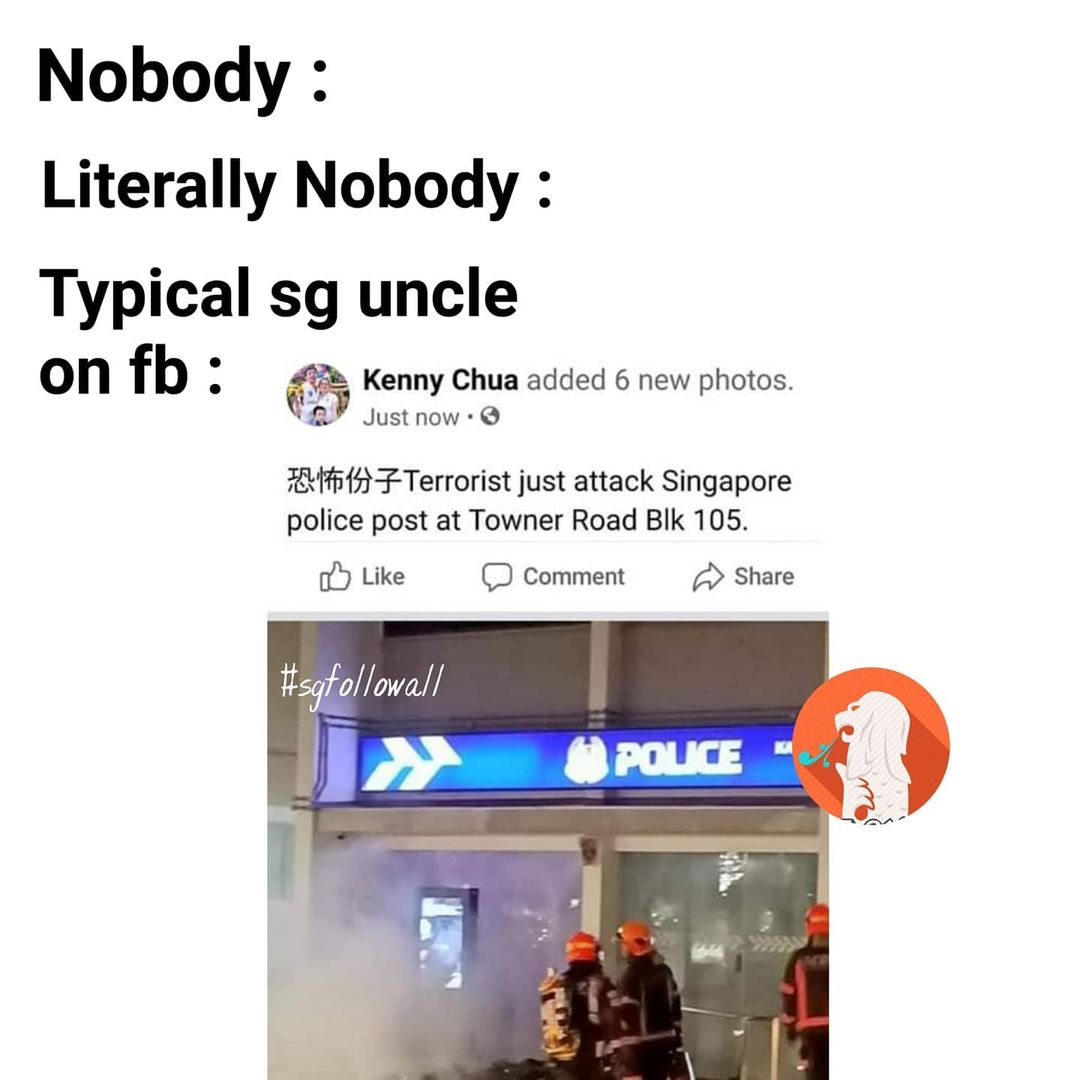 Nobody :
Literally Nobody :
Typical sg uncle
on fb :
Kenny Chua added 6 new photos.
Just now
恐怖份子Terrorist just attack Singapore
police post at Towner Road Blk 105.
Like Comment Share
#sgfollowall
POLICE